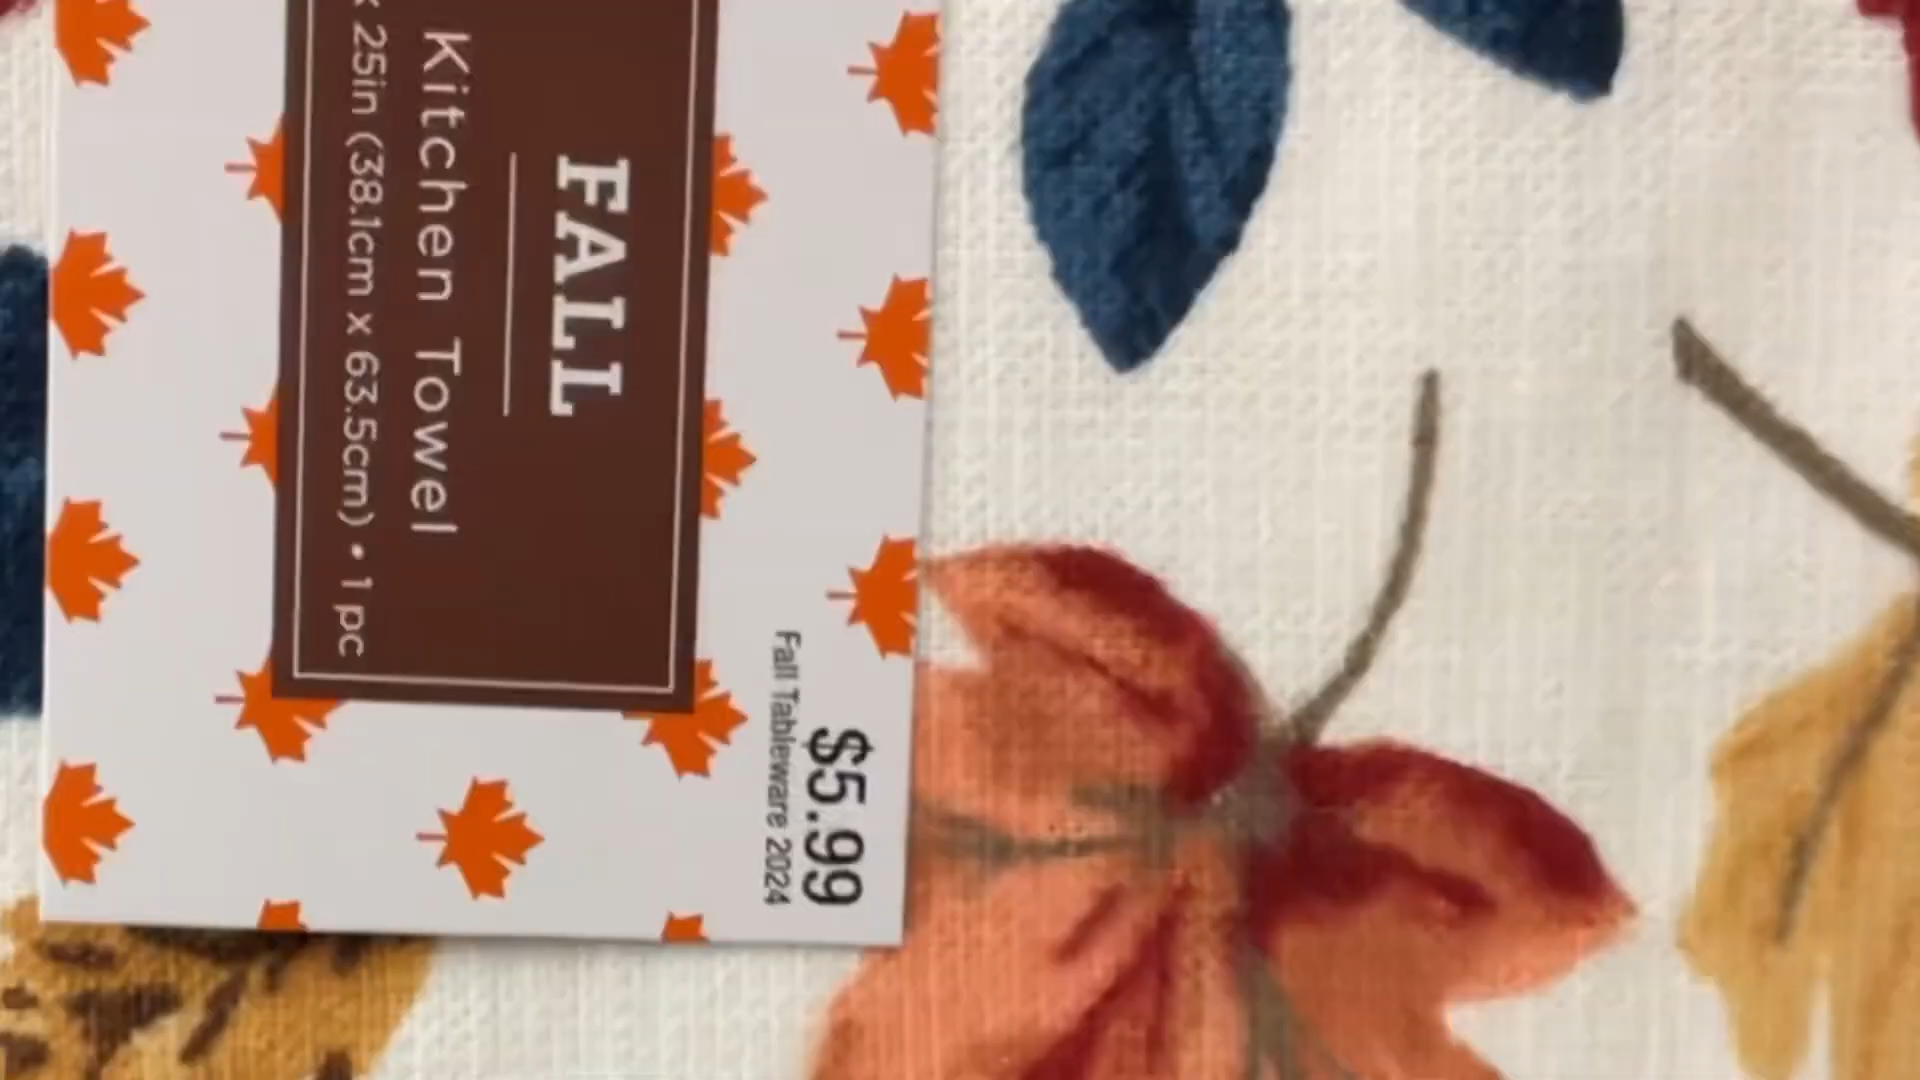 FALL
Kitchen Towel
x 25in (38.1cm x 63.5cm) • 1 pc
$5.99
Fall Tableware 2024